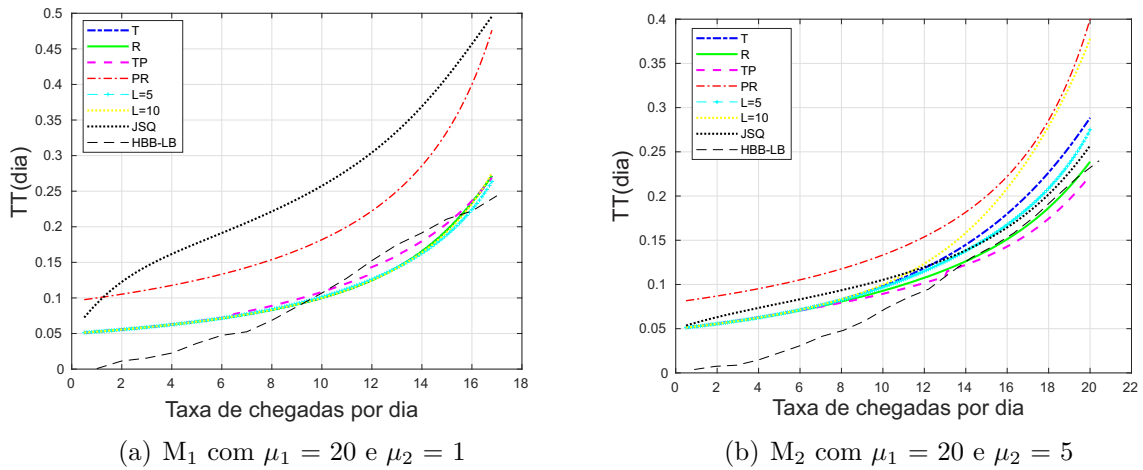 0.5
0.45
0.4
0.35
0.3
0.25
0.2
0.15
0.1
0.05
0
TT(dia)
T
R
TP
PR
L=5
L=10
JSQ
HBB-LB
0 2 4 6 8 10 12 14 16 18
Taxa de chegadas por dia
(a) M₁ com μ₁ = 20 e μ₂ = 1
0.4
0.35
0.3
0.25
0.2
0.15
0.1
0.05
0
TT(dia)
T
R
TP
PR
L=5
L=10
JSQ
HBB-LB
0 2 4 6 8 10 12 14 16 18 20 22
Taxa de chegadas por dia
(b) M₂ com μ₁ = 20 e μ₂ = 5